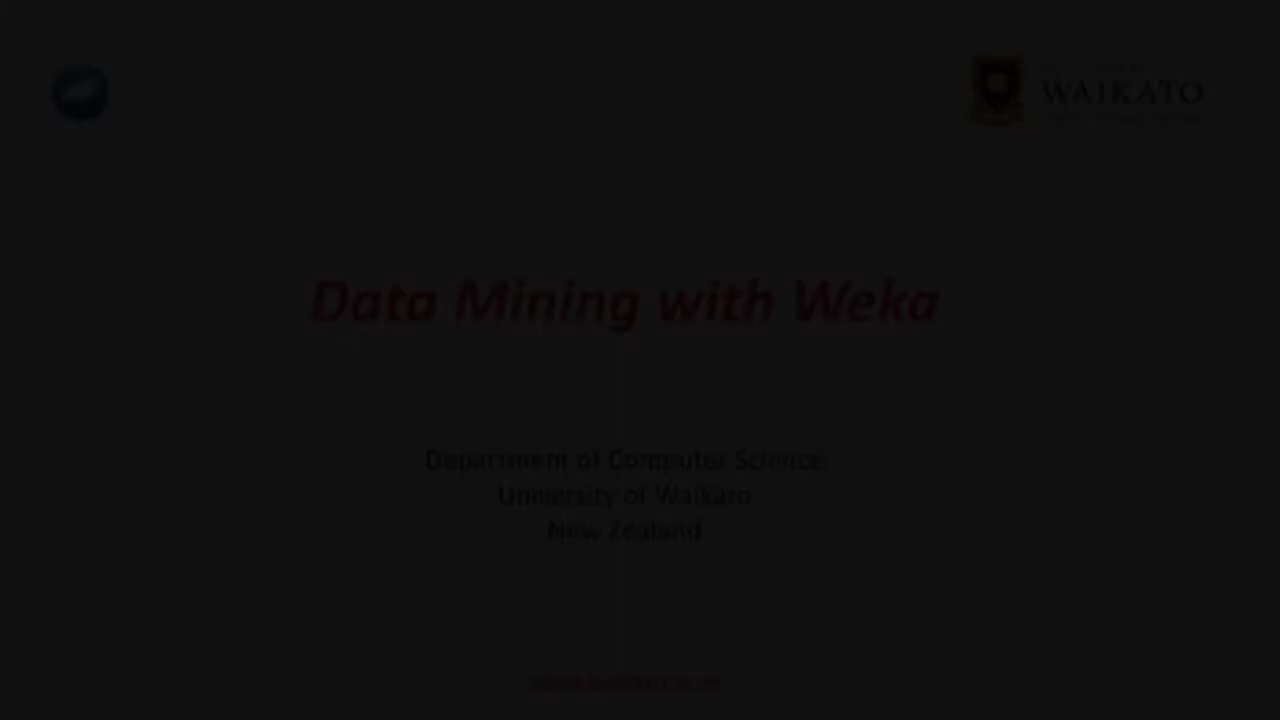 WAIKATO
Data Mining with Weka
Department of Computer Science
University of Waikato
New Zealand